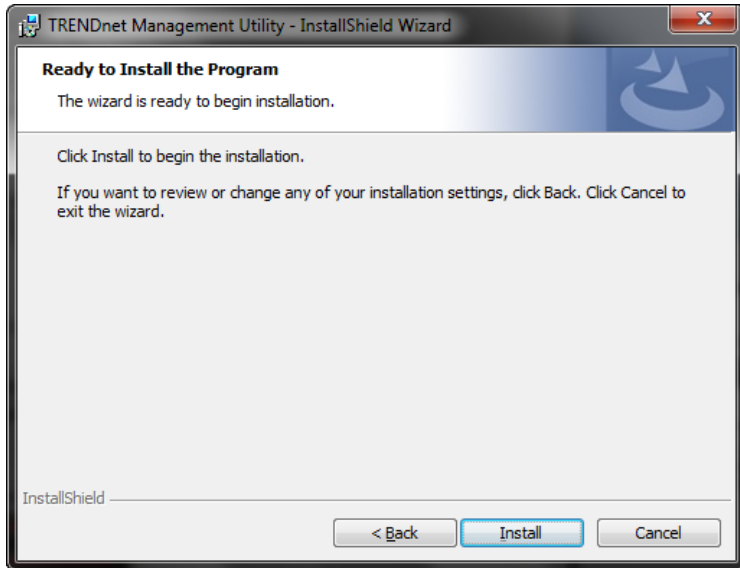 TRENDnet Management Utility - InstallShield Wizard
Ready to Install the Program
The wizard is ready to begin installation.
Click Install to begin the installation.
If you want to review or change any of your installation settings, click Back. Click Cancel to
exit the wizard.
InstallShield
< Back
Install
Cancel